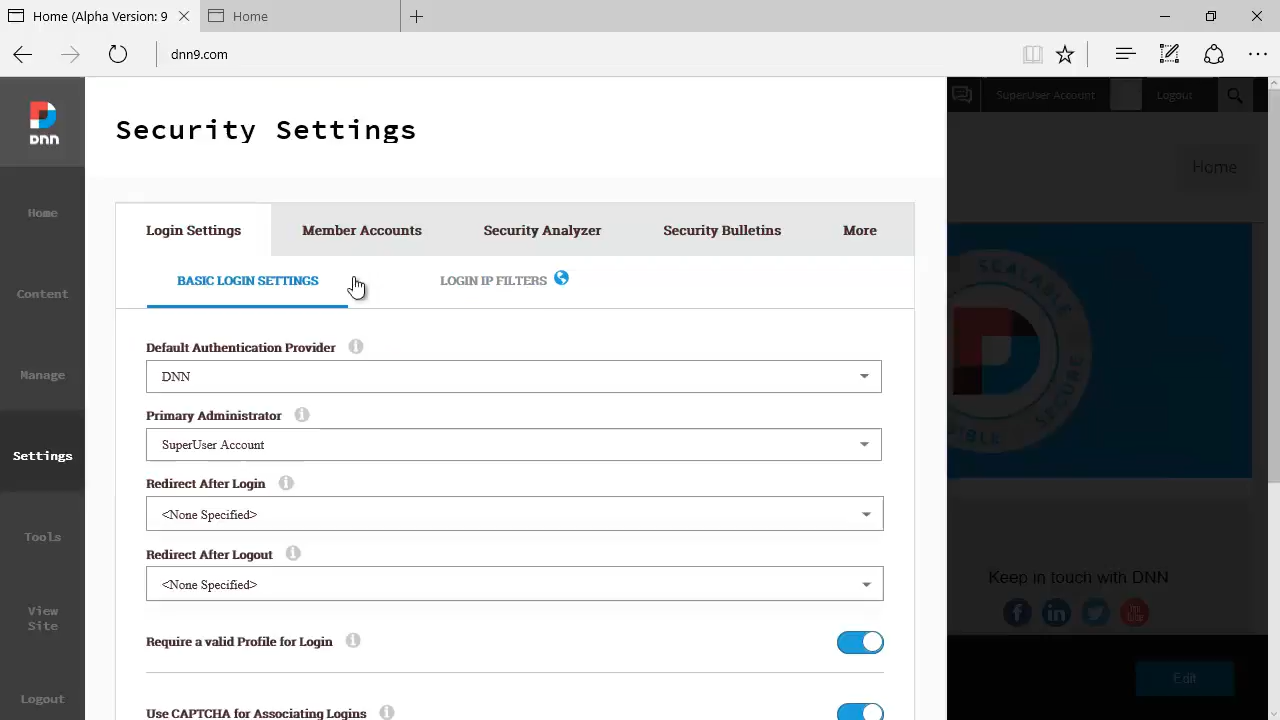 Home (Alpha Version: 9
Home
dnn9.com
DNN
SuperUser Account
Logout
Security Settings
Home
Home
Login Settings
Member Accounts
Security Analyzer
Security Bulletins
More
BASIC LOGIN SETTINGS
LOGIN IP FILTERS
SCALABLE
SECURE
Content
Default Authentication Provider
DNN
Manage
Primary Administrator
SuperUser Account
Settings
Redirect After Login
<None Specified>
Tools
Redirect After Logout
<None Specified>
Keep in touch with DNN
View
Site
Require a valid Profile for Login
Edit
Logout
Use CAPTCHA for Associating Logins